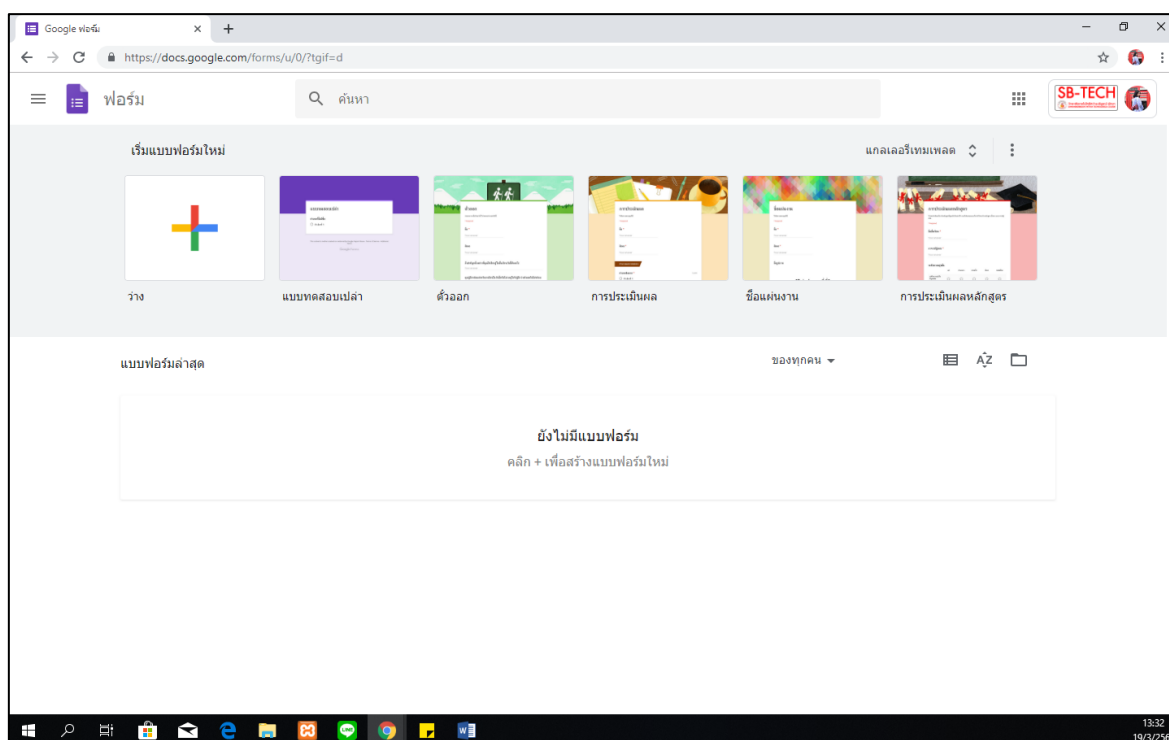 Google ฟอร์ม
https://docs.google.com/forms/u/0/?tgif=d
ฟอร์ม
ค้นหา
SB-TECH
เริ่มแบบฟอร์มใหม่
แกลเลอรีเทมเพลต
ว่าง
แบบทดสอบเปล่า
ตั๋วออก
การประเมินผล
ชื่อแผ่นงาน
การประเมินผลหลักสูตร
แบบฟอร์มล่าสุด
ของทุกคน
AZ
ยังไม่มีแบบฟอร์ม
คลิก + เพื่อสร้างแบบฟอร์มใหม่
13:32
19/3/256